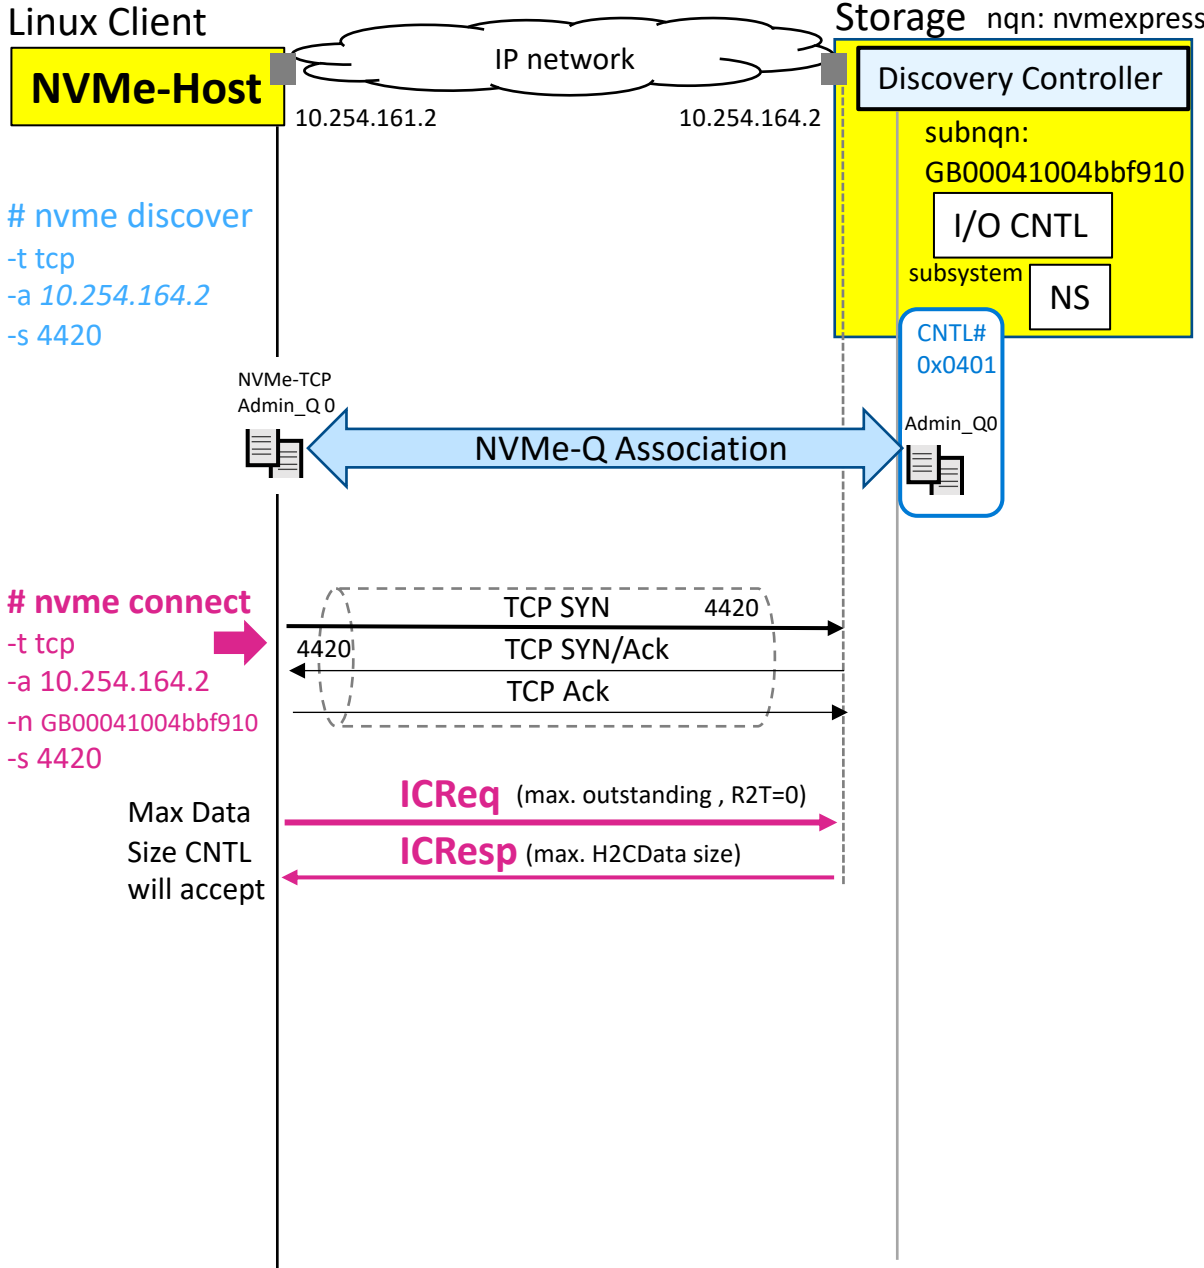 Linux Client
Storage nqn: nvmexpress
NVMe-Host
IP network
Discovery Controller
10.254.161.2
10.254.164.2
subnqn:
GB00041004bbf910
I/O CNTL
subsystem
NS
# nvme discover
-t tcp
-a 10.254.164.2
-s 4420
CNTL#
0x0401
NVMe-TCP
Admin_Q 0
Admin_Q0
NVMe-Q Association
# nvme connect
-t tcp
-a 10.254.164.2
-n GB00041004bbf910
-s 4420
TCP SYN 4420
4420 TCP SYN/Ack
TCP Ack
ICReq (max. outstanding , R2T=0)
ICResp (max. H2CData size)
Max Data
Size CNTL
will accept